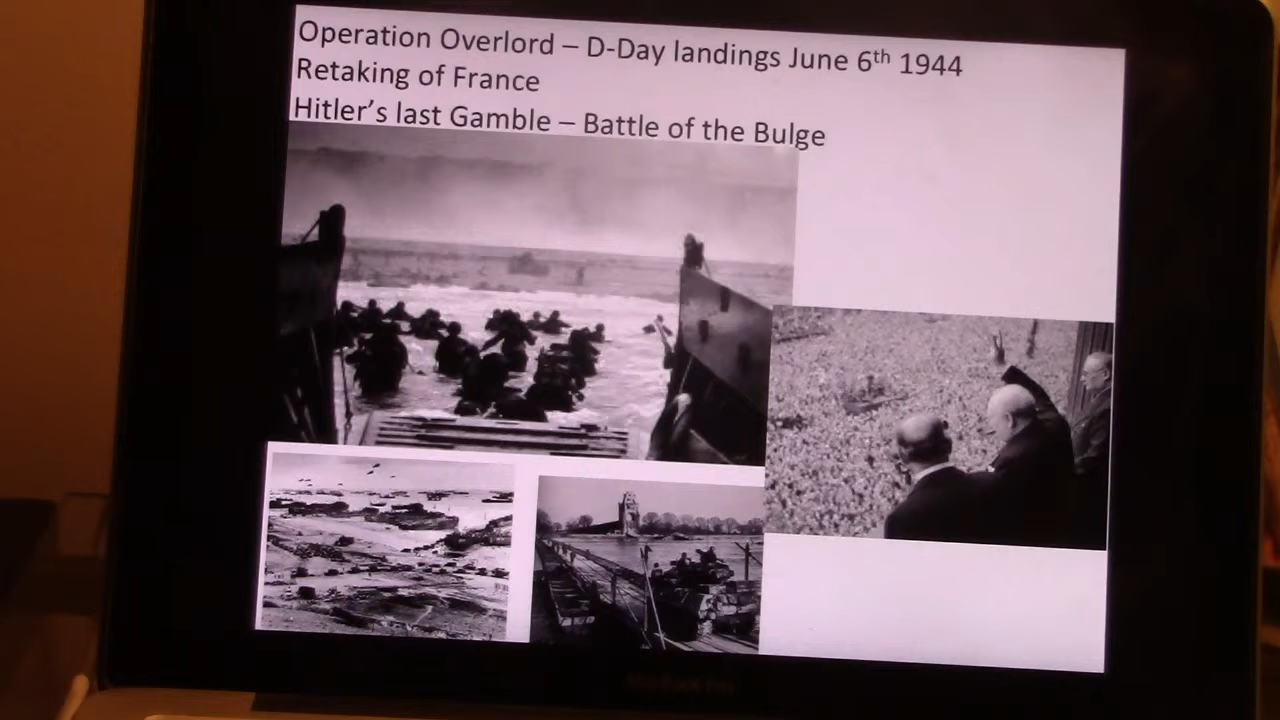 Operation Overlord – D-Day landings June 6th 1944
Retaking of France
Hitler's last Gamble – Battle of the Bulge